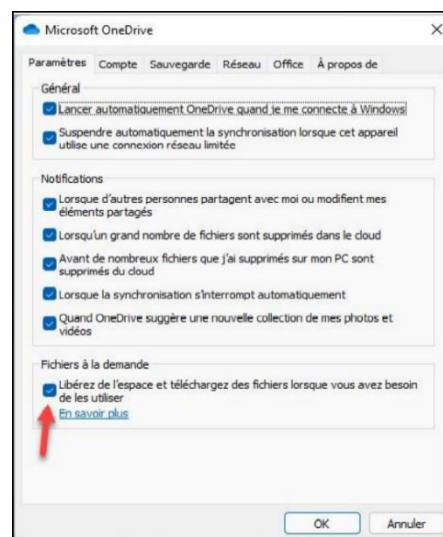 Microsoft OneDrive
Paramètres Compte Sauvegarde Réseau Office À propos de
Général
Lancer automatiquement OneDrive quand je me connecte à Windows
Suspendre automatiquement la synchronisation lorsque cet appareil
utilise une connexion réseau limitée
Notifications
Lorsque d'autres personnes partagent avec moi ou modifient mes
éléments partagés
Lorsqu'un grand nombre de fichiers sont supprimés dans le cloud
Avant de nombreux fichiers que j'ai supprimés sur mon PC sont
supprimés du cloud
Lorsque la synchronisation s'interrompt automatiquement
Quand OneDrive suggère une nouvelle collection de mes photos et
vidéos
Fichiers à la demande
Libérez de l'espace et téléchargez des fichiers lorsque vous avez besoin
de les utiliser
En savoir plus
OK Annuler